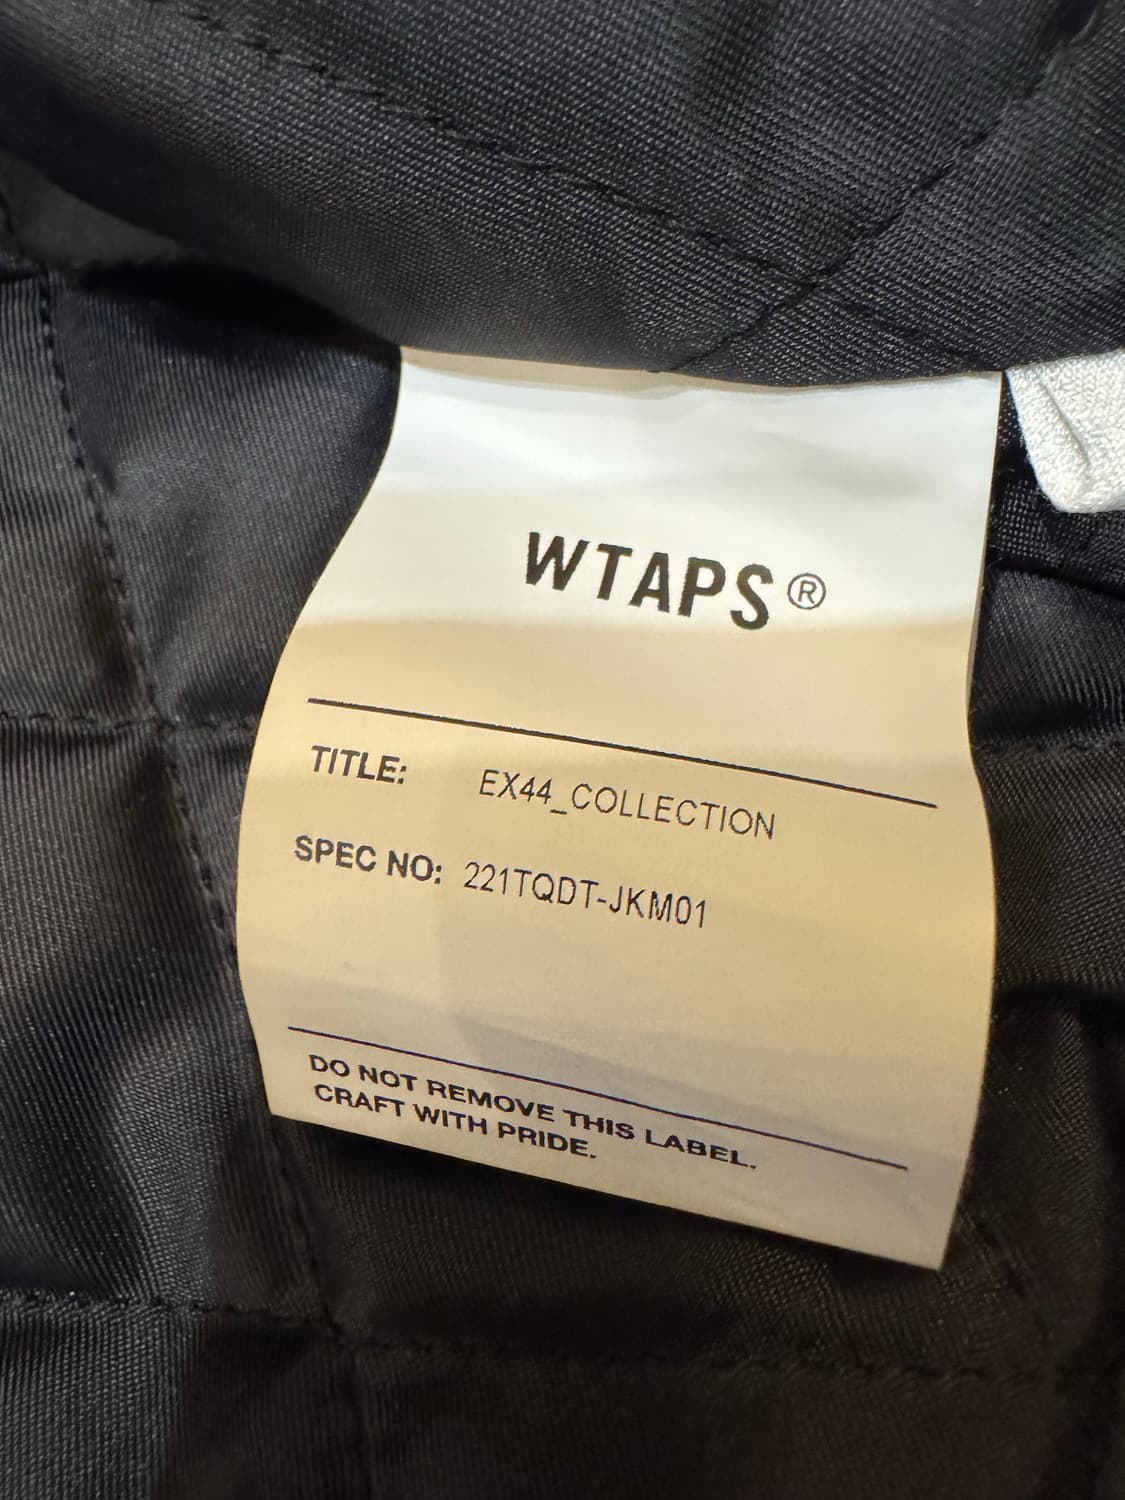 WTAPS®
TITLE: EX44_COLLECTION
SPEC NO: 221TQDT-JKM01
DO NOT REMOVE THIS LABEL.
CRAFT WITH PRIDE.